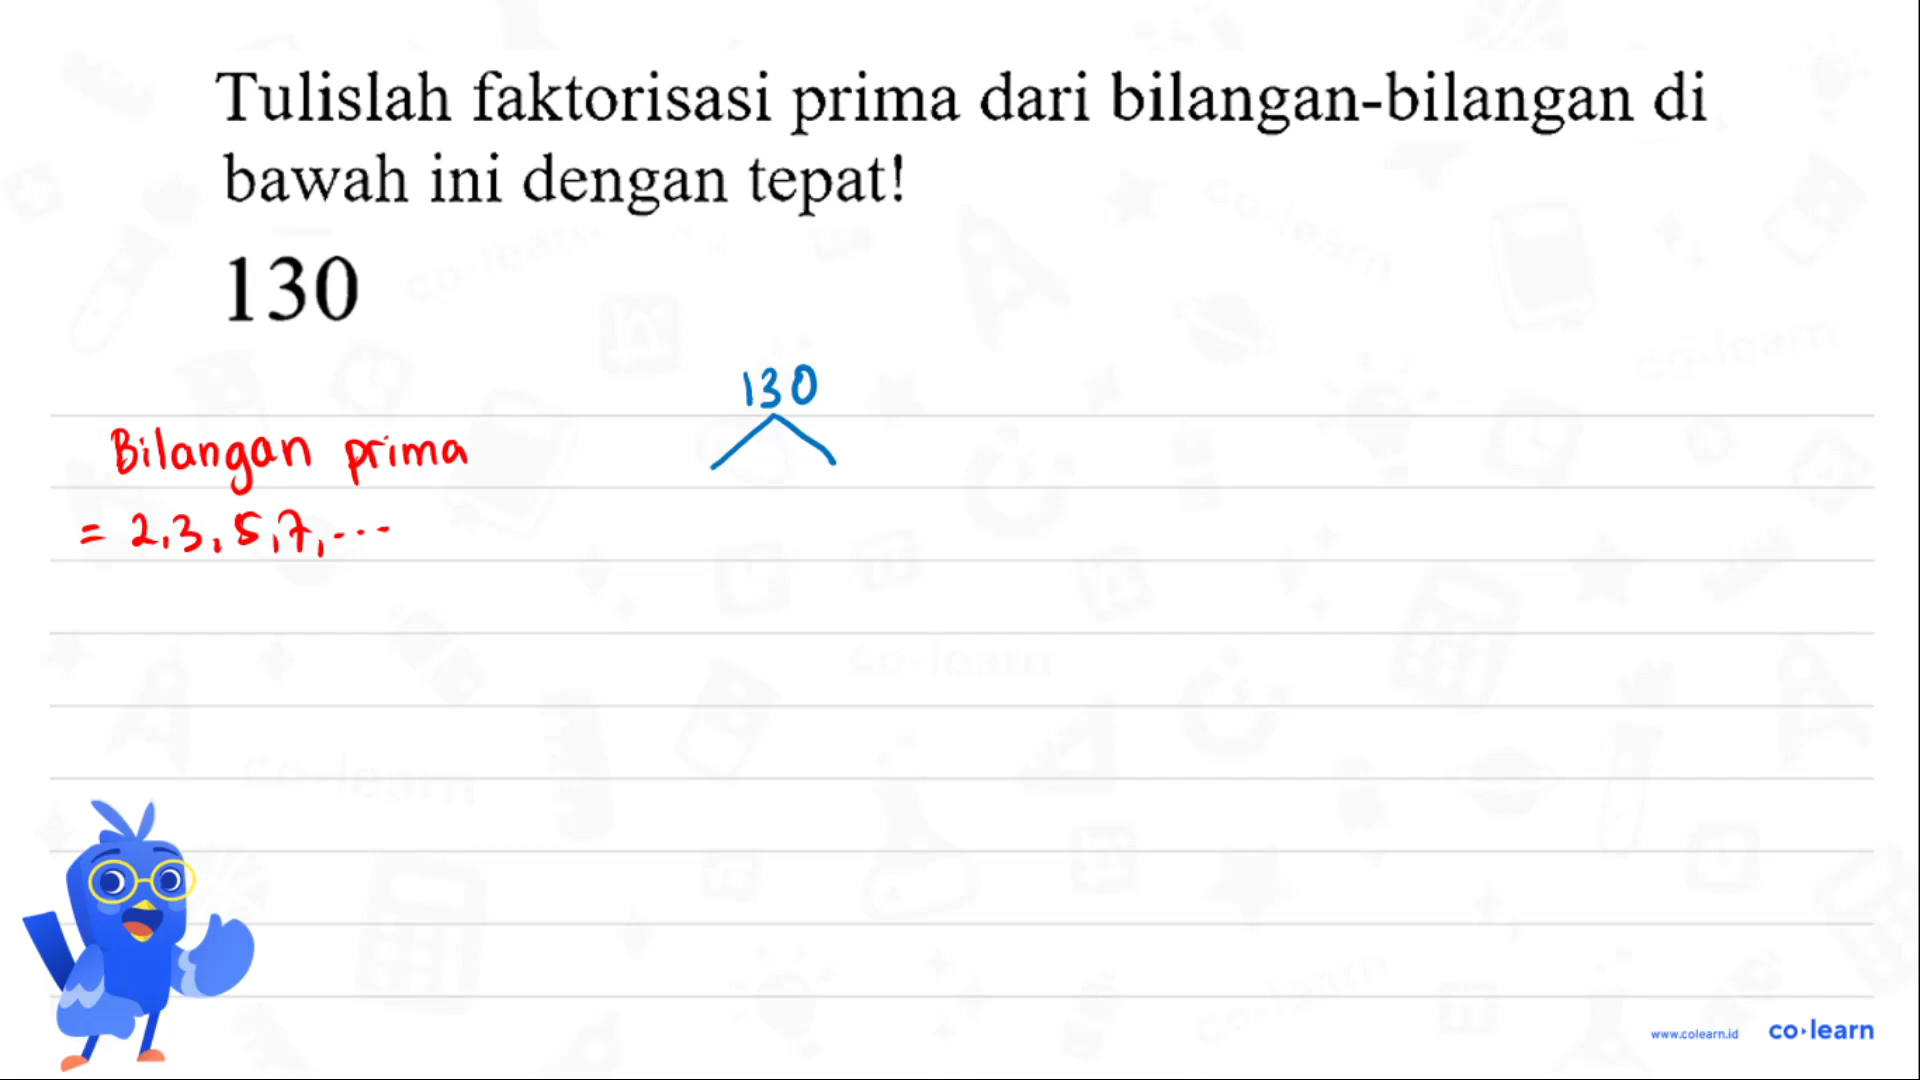 Tulislah faktorisasi prima dari bilangan-bilangan di
bawah ini dengan tepat!
130
130
Bilangan prima
= 2, 3, 5, 7, ...
www.colearn.id co·learn